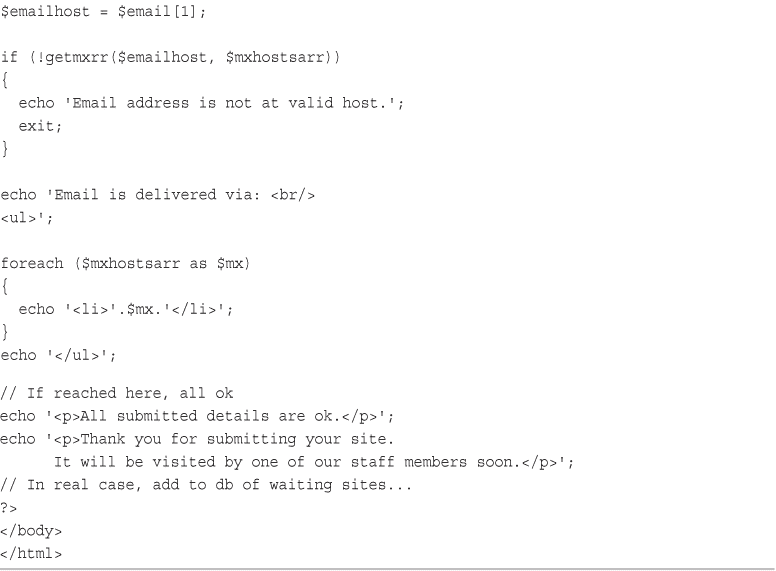 $emailhost = $email[1];

if (!getmxrr($emailhost, $mxhostsarr))
{
  echo 'Email address is not at valid host.';
  exit;
}

echo 'Email is delivered via: <br/>
<ul>';

foreach ($mxhostsarr as $mx)
{
  echo '<li>'.$mx.'</li>';
}
echo '</ul>';

// If reached here, all ok
echo '<p>All submitted details are ok.</p>';
echo '<p>Thank you for submitting your site.
      It will be visited by one of our staff members soon.</p>';
// In real case, add to db of waiting sites...
?>
</body>
</html>